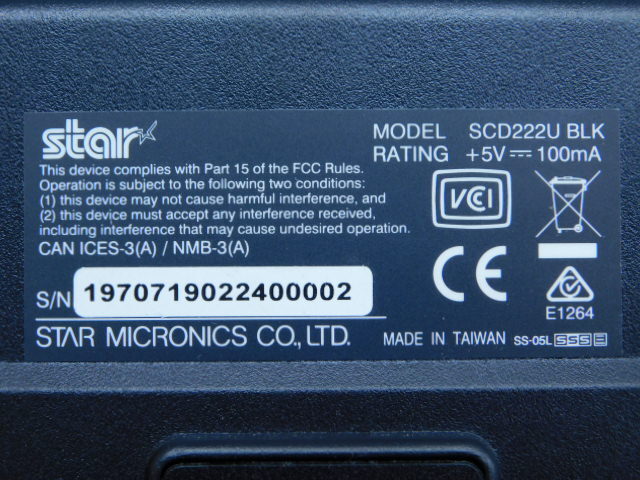 star
MODEL SCD222U BLK
RATING +5V 100mA
This device complies with Part 15 of the FCC Rules.
Operation is subject to the following two conditions:
(1) this device may not cause harmful interference, and
(2) this device must accept any interference received,
including interference that may cause undesired operation.
CAN ICES-3(A) / NMB-3(A)
VCI
CE
E1264
S/N 1970719022400002
STAR MICRONICS CO., LTD.
MADE IN TAIWAN SS-05L SSSE